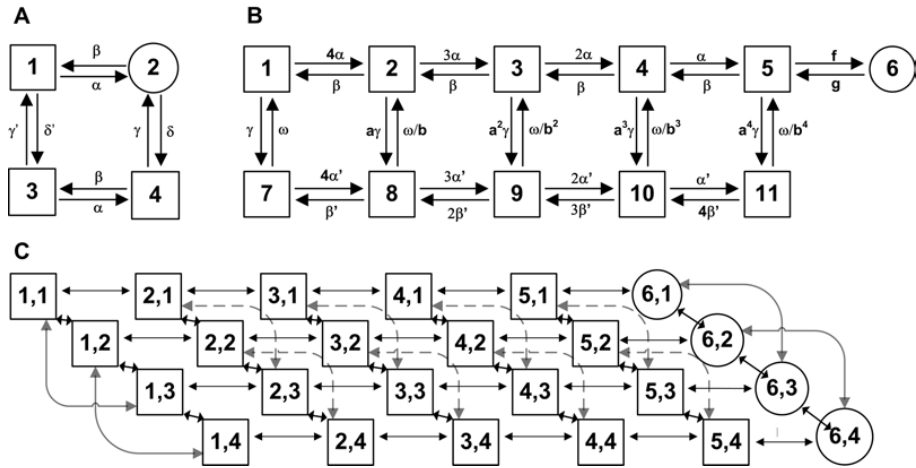 A
B
β
1
2
α
γ'
δ'
γ
δ
β
3
4
α
4α
3α
2α
α
f
1
2
3
4
5
6
β
β
β
β
g
γ
ω
aγ
ω/b
a²γ
ω/b²
a³γ
ω/b³
a⁴γ
ω/b⁴
4α'
3α'
2α'
α'
7
8
9
10
11
β'
2β'
3β'
4β'
C
1,1
2,1
3,1
4,1
5,1
6,1
1,2
2,2
3,2
4,2
5,2
6,2
1,3
2,3
3,3
4,3
5,3
6,3
1,4
2,4
3,4
4,4
5,4
6,4